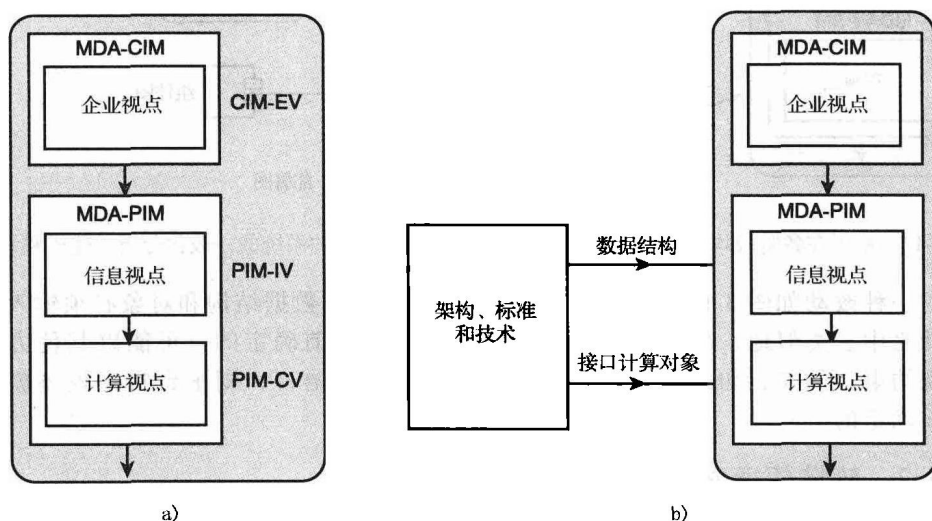 MDA-CIM
企业视点
CIM-EV
MDA-PIM
信息视点
PIM-IV
计算视点
PIM-CV
a)
架构、标准
和技术
数据结构
接口计算对象
MDA-CIM
企业视点
MDA-PIM
信息视点
计算视点
b)